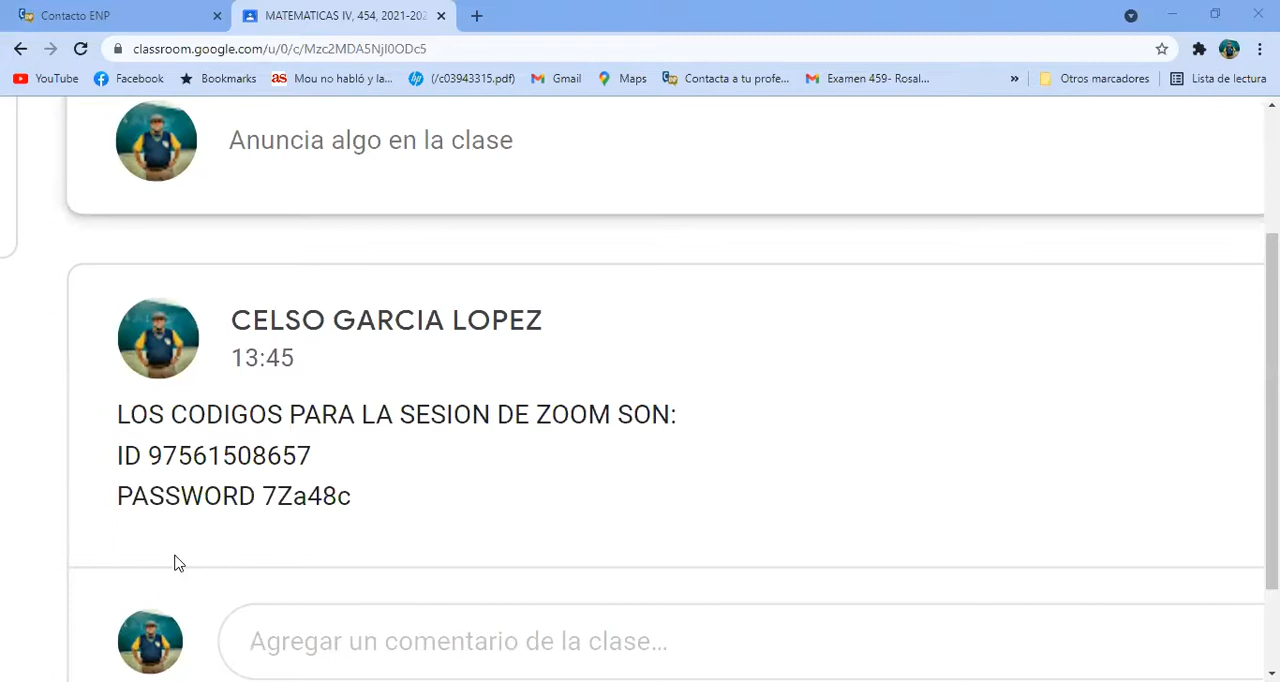 Contacto ENP
MATEMATICAS IV, 454, 2021-202
classroom.google.com/u/0/c/Mzc2MDA5NjI0ODc5
YouTube
Facebook
Bookmarks
as Mou no habló y la...
hp (/c03943315.pdf)
Gmail
Maps
Contacta a tu profe...
Examen 459- Rosal...
»
Otros marcadores
Lista de lectura
Anuncia algo en la clase
CELSO GARCIA LOPEZ
13:45
LOS CODIGOS PARA LA SESION DE ZOOM SON:
ID 97561508657
PASSWORD 7Za48c
Agregar un comentario de la clase...